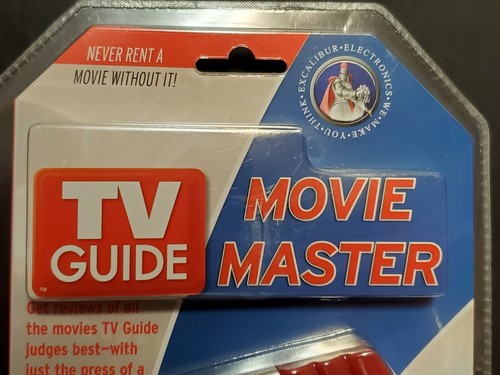 NEVER RENT A
MOVIE WITHOUT IT!
EXCALIBUR • ELECTRONICS • WE • MAKE • YOU • THINK •
TV
GUIDE
™
MOVIE
MASTER
Get reviews of all
the movies TV Guide
judges best—with
just the press of a